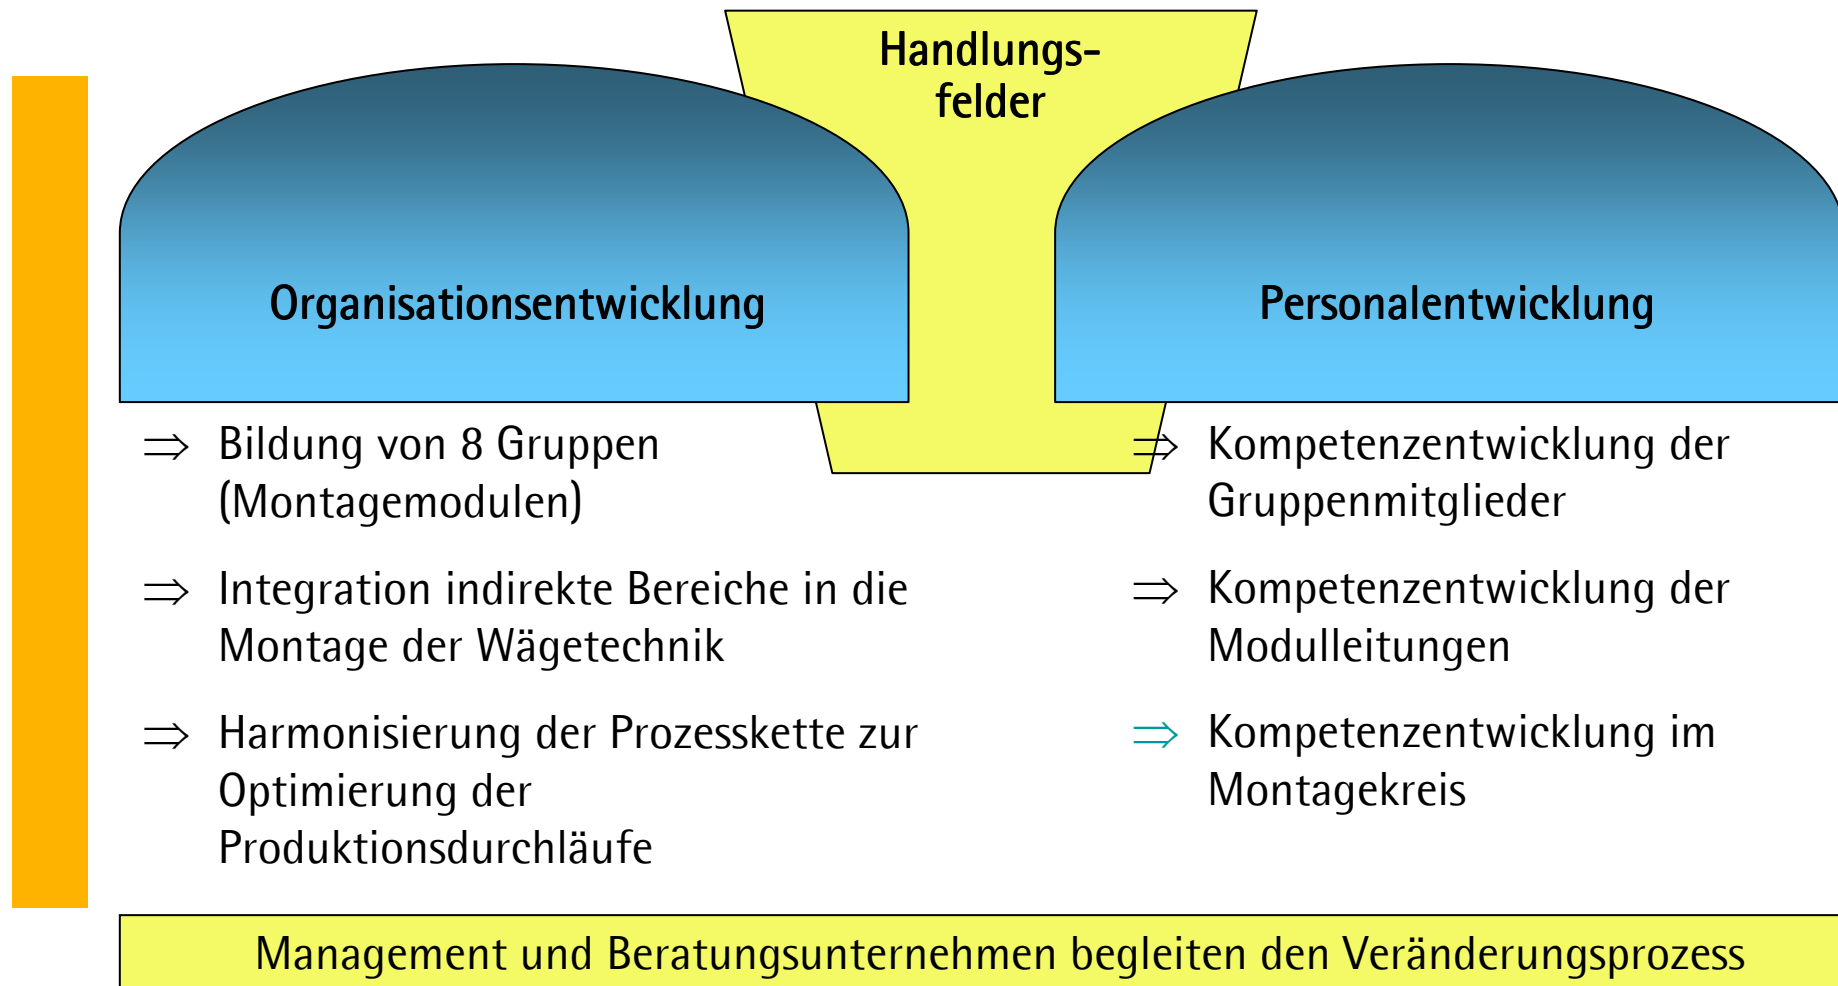 Handlungs-
felder
Organisationsentwicklung
⇒ Bildung von 8 Gruppen
(Montagemodulen)
⇒ Integration indirekte Bereiche in die
Montage der Wägetechnik
⇒ Harmonisierung der Prozesskette zur
Optimierung der
Produktionsdurchläufe
Personalentwicklung
⇒ Kompetenzentwicklung der
Gruppenmitglieder
⇒ Kompetenzentwicklung der
Modulleitungen
⇒ Kompetenzentwicklung im
Montagekreis
Management und Beratungsunternehmen begleiten den Veränderungsprozess